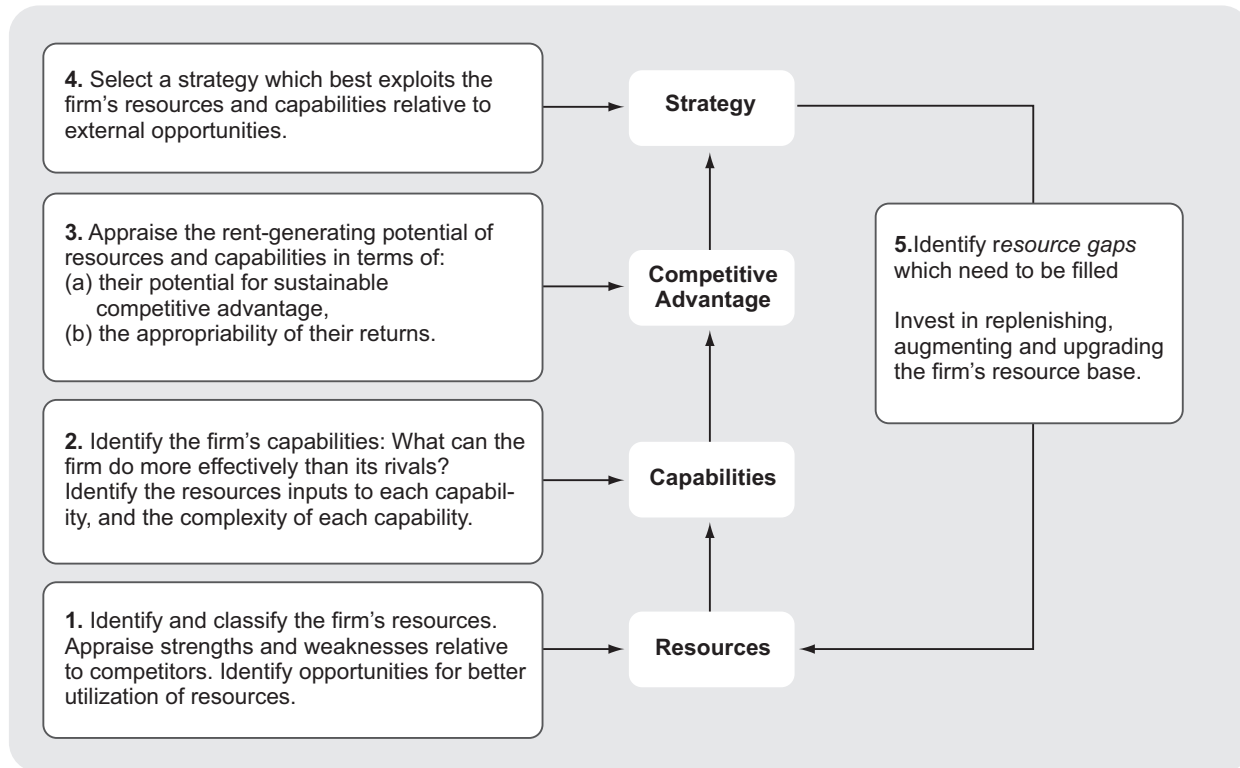 4. Select a strategy which best exploits the
firm's resources and capabilities relative to
external opportunities.
Strategy
3. Appraise the rent-generating potential of
resources and capabilities in terms of:
(a) their potential for sustainable
competitive advantage,
(b) the appropriability of their returns.
Competitive
Advantage
5.Identify resource gaps
which need to be filled
Invest in replenishing,
augmenting and upgrading
the firm's resource base.
2. Identify the firm's capabilities: What can the
firm do more effectively than its rivals?
Identify the resources inputs to each capabil-
ity, and the complexity of each capability.
Capabilities
1. Identify and classify the firm's resources.
Appraise strengths and weaknesses relative
to competitors. Identify opportunities for better
utilization of resources.
Resources